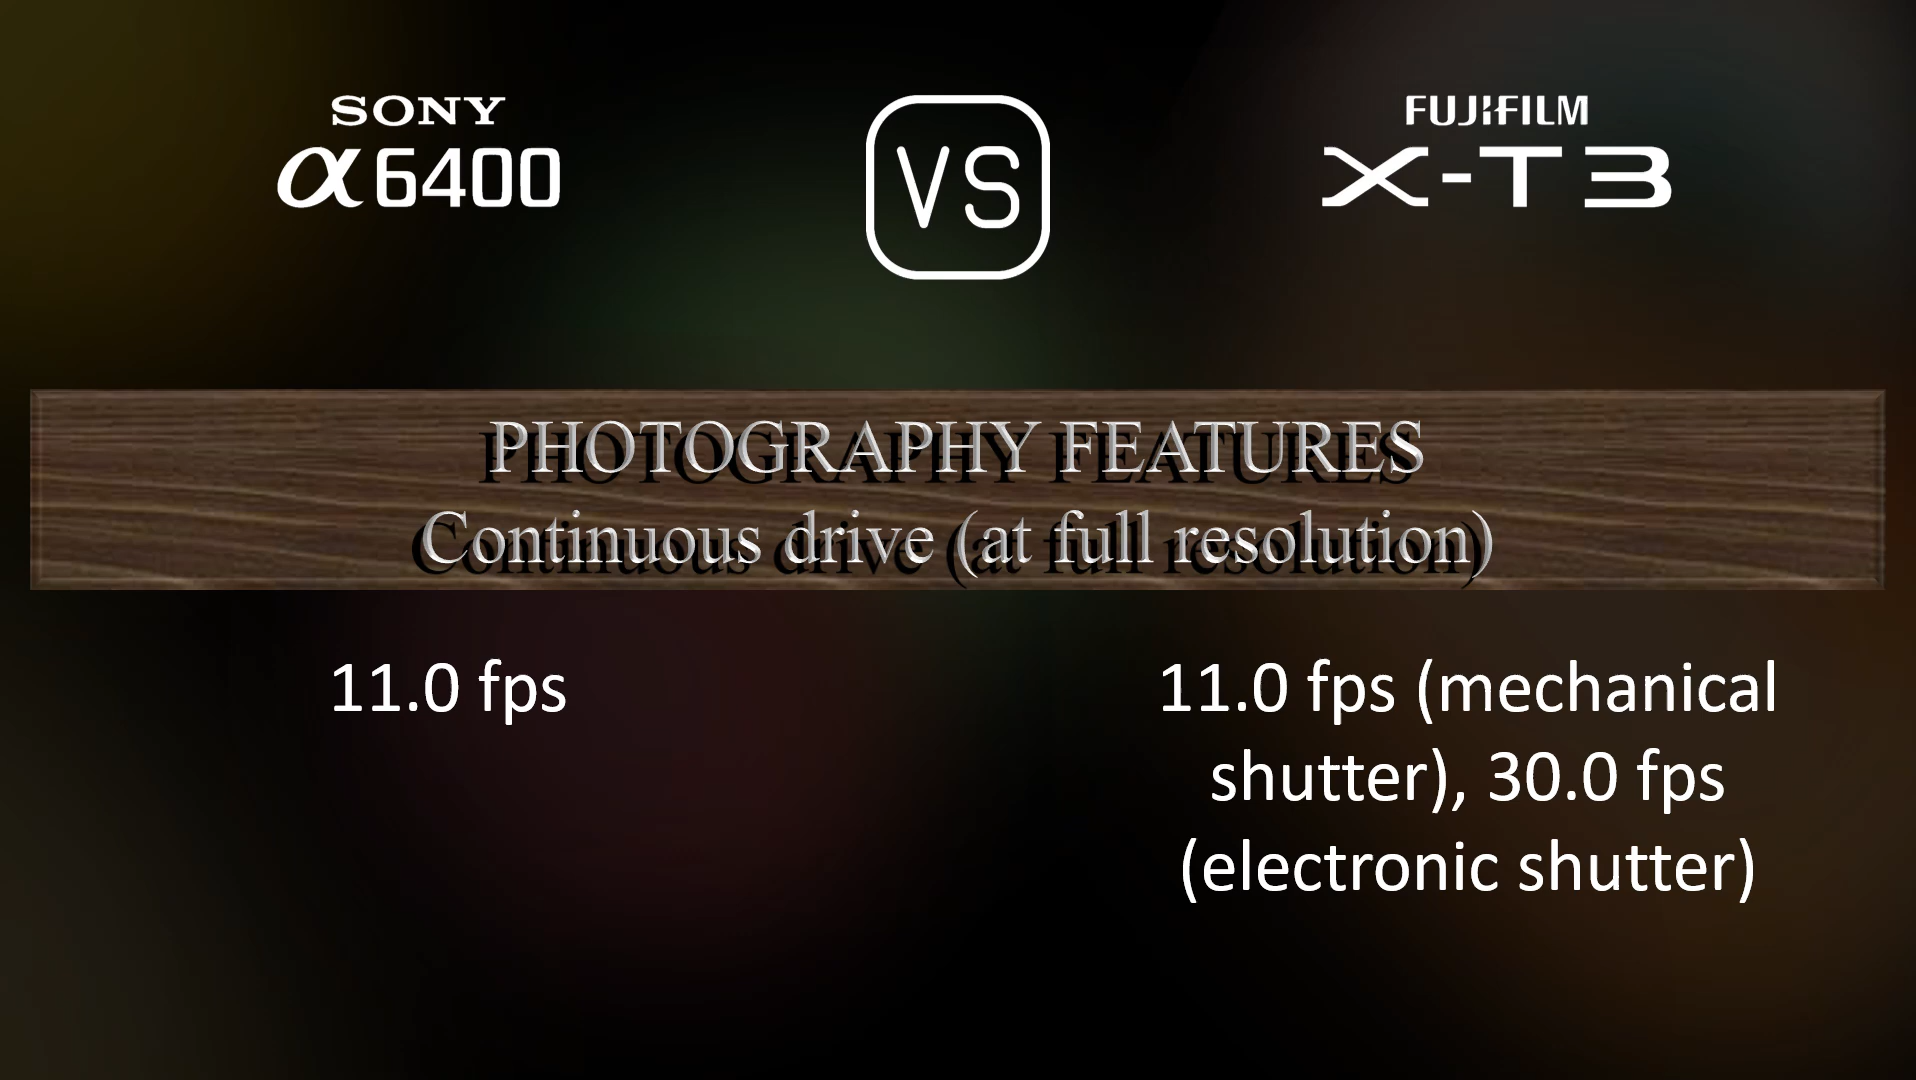 SONY
α6400
VS
FUJIFILM
X-T3
PHOTOGRAPHY FEATURES
Continuous drive (at full resolution)
11.0 fps
11.0 fps (mechanical
shutter), 30.0 fps
(electronic shutter)